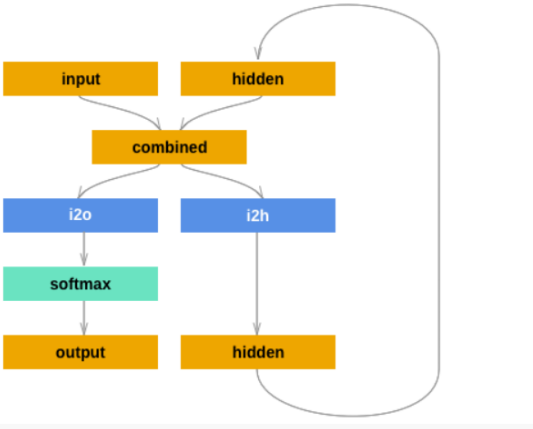 input
hidden
combined
i2o
i2h
softmax
output
hidden